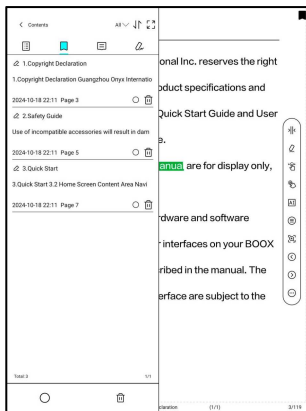 Contents
All
1.Copyright Declaration
1.Copyright Declaration Guangzhou Onyx Internatio
2024-10-18 22:11 Page 3
2.Safety Guide
Use of incompatible accessories will result in dam
2024-10-18 22:11 Page 5
3.Quick Start
3.Quick Start 3.2 Home Screen Content Area Navi
2024-10-18 22:11 Page 7
Total:3
1/1
onal Inc. reserves the right
oduct specifications and
Quick Start Guide and User
e.
anua are for display only,
rdware and software
r interfaces on your BOOX
cribed in the manual. The
erface are subject to the
A
claration
(1/1)
3/119